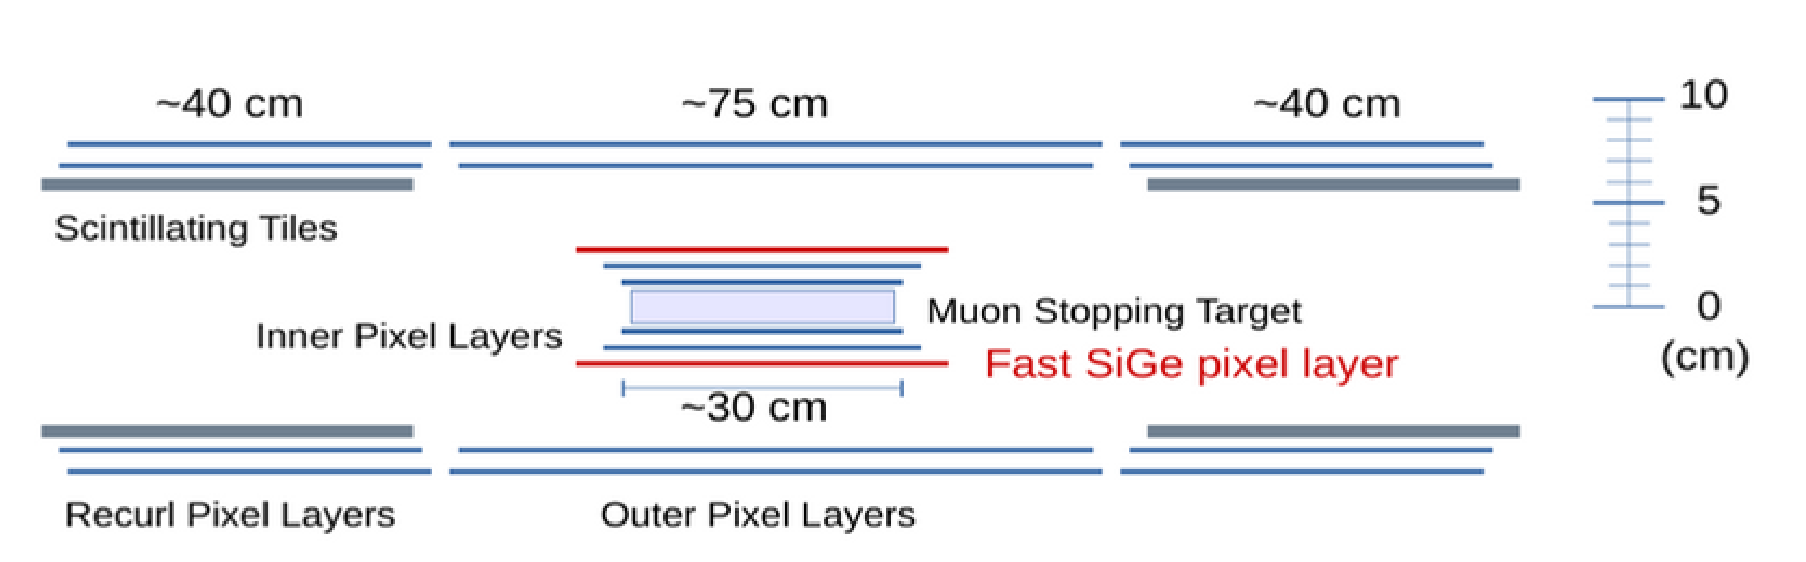 ~40 cm
~75 cm
~40 cm
10
5
0
(cm)
Scintillating Tiles
Muon Stopping Target
Inner Pixel Layers
Fast SiGe pixel layer
~30 cm
Recurl Pixel Layers
Outer Pixel Layers